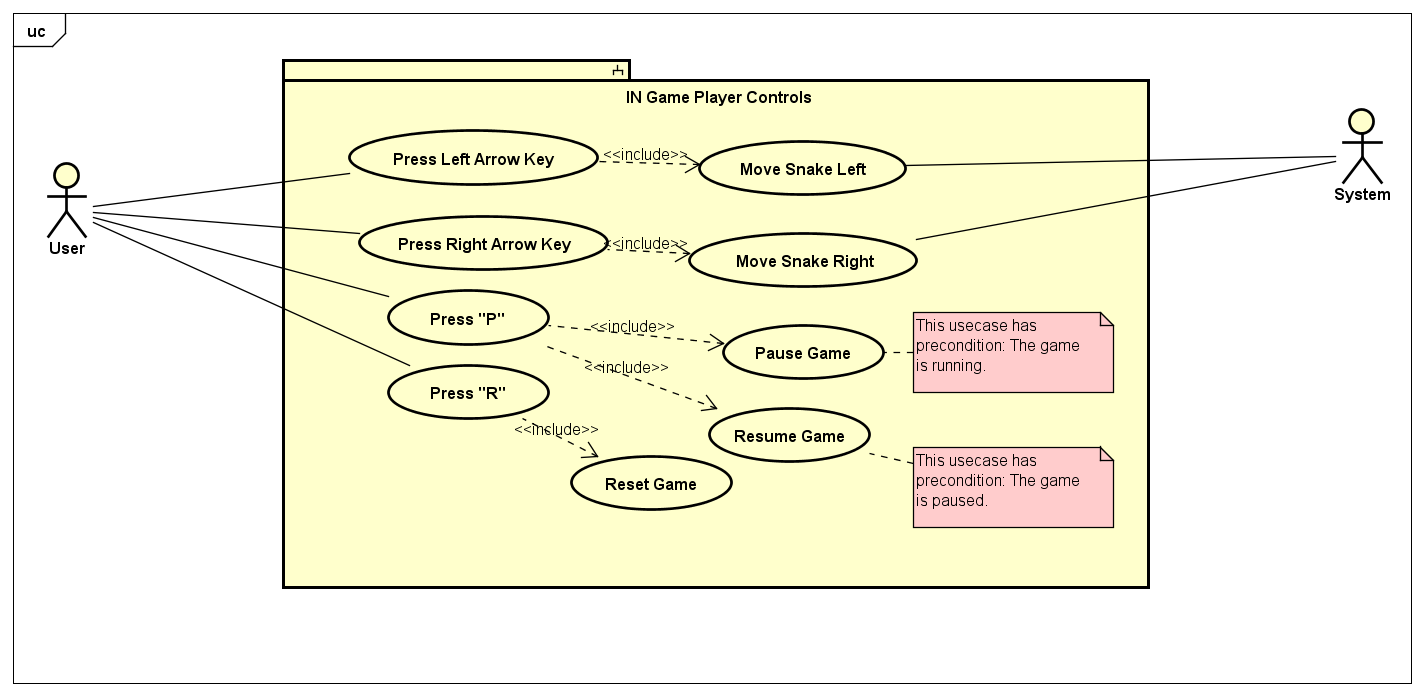 uc
IN Game Player Controls
Press Left Arrow Key
<<include>>
Move Snake Left
System
User
Press Right Arrow Key
<<include>>
Move Snake Right
Press "P"
<<include>>
Pause Game
This usecase has
precondition: The game
is running.
<<include>>
Press "R"
<<include>>
Resume Game
This usecase has
precondition: The game
is paused.
Reset Game